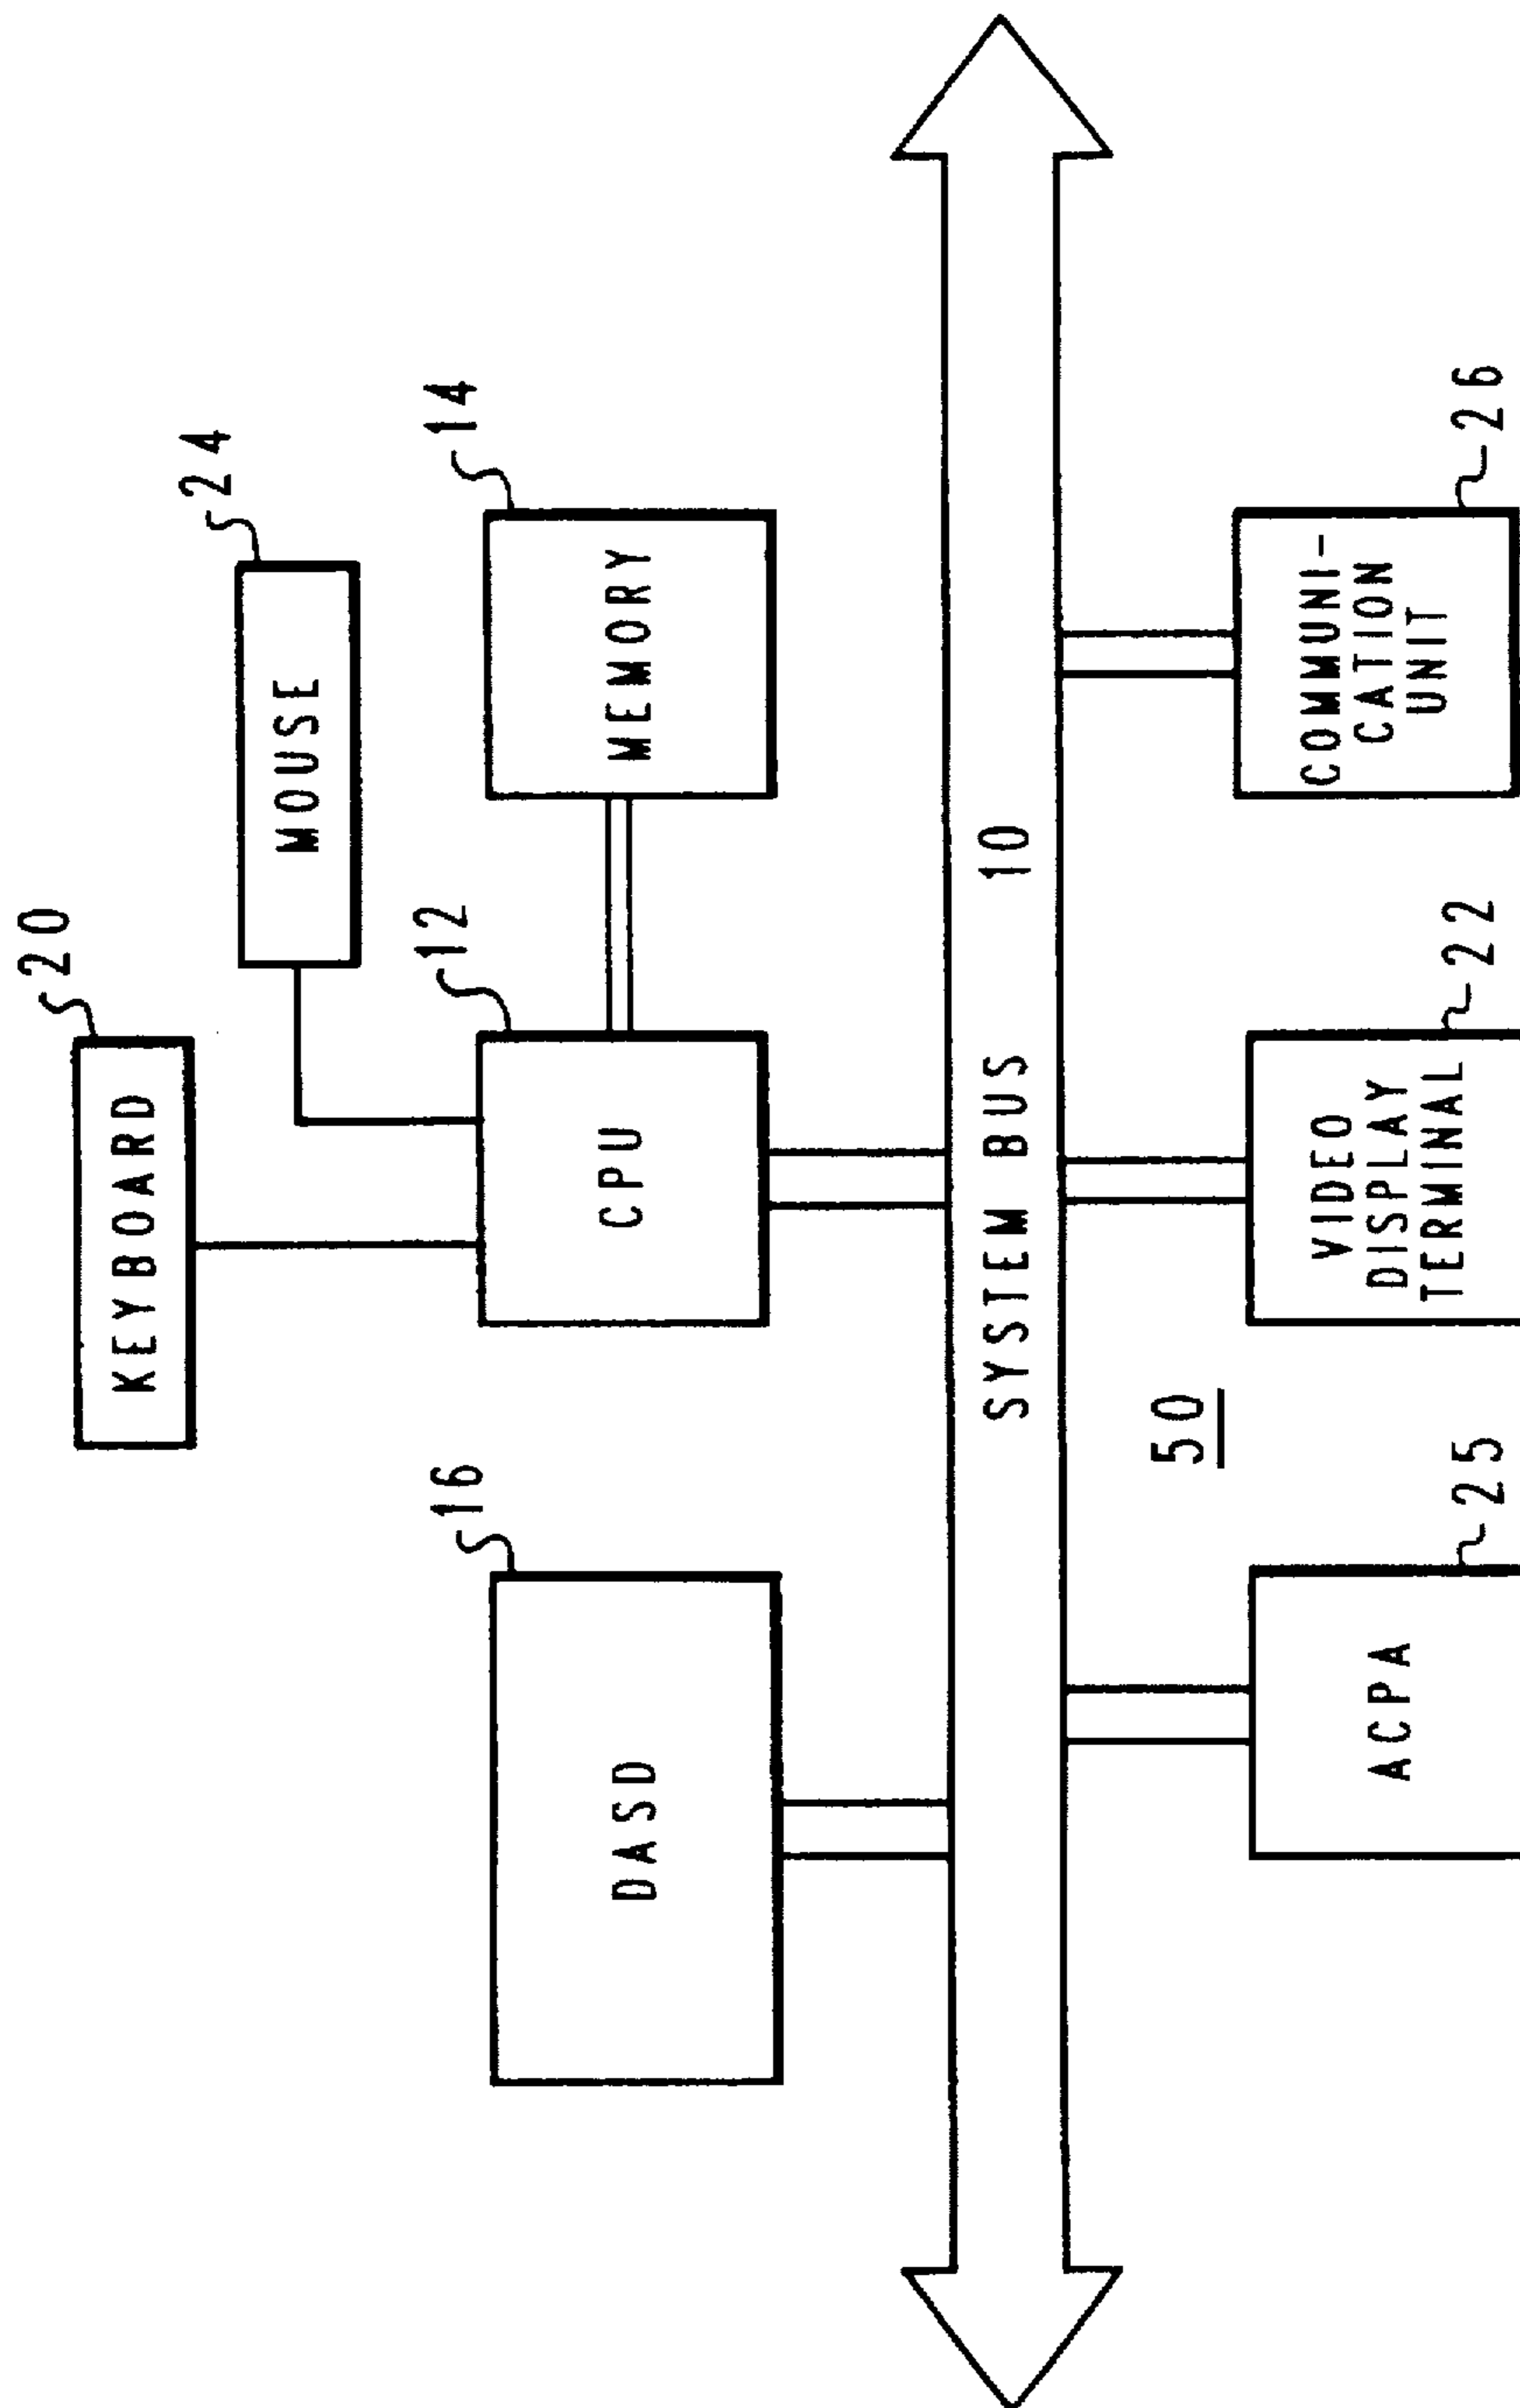 KEYBOARD
20
MOUSE
24
DASD
16
CPU
12
MEMORY
14
SYSTEM BUS 10
50
ACPA
25
VIDEO
DISPLAY
TERMINAL
22
COMMUNI-
CATION
UNIT
26